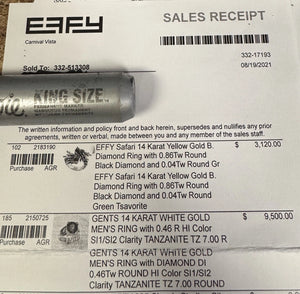 EFFY
SALES RECEIPT
Carnival Vista
332-17193
Sold To: 332-513308
08/19/2021
KING SIZE
The written information and policy front and back herein, supersedes and nullifies any prior
agreements, written or verbal, made between you and any member of our sales staff.
102 2183190
EFFY Safari 14 Karat Yellow Gold B.
$ 3,120.00
Diamond Ring with 0.86Tw Round
Purchase AGR
Black Diamond and 0.04Tw Round Gr
EFFY Safari 14 Karat Yellow Gold B.
Diamond Ring with 0.86Tw Round
Black Diamond and 0.04Tw Round
Green Tsavorite
185 2150725
GENTS 14 KARAT WHITE GOLD
$ 9,500.00
MEN'S RING with 0.46 R HI Color
Purchase AGR
SI1/SI2 Clarity TANZANITE TZ 7.00 R
GENTS 14 KARAT WHITE GOLD
MEN'S RING with DIAMOND DI
0.46Tw ROUND HI Color SI1/SI2
Clarity TANZANITE TZ ROUND 7.00